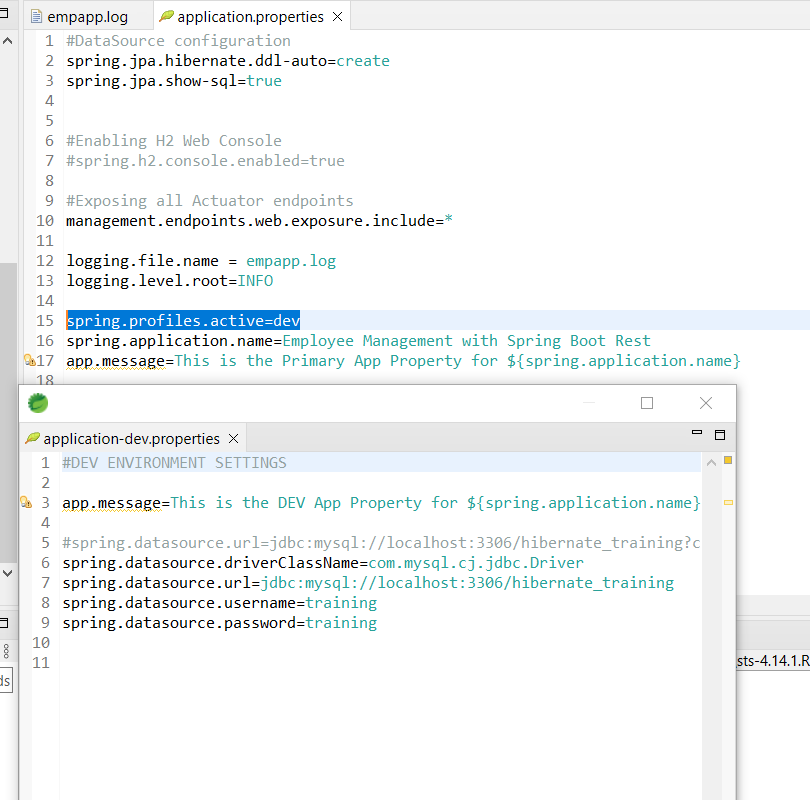 empapp.log
application.properties
1 #DataSource configuration
2 spring.jpa.hibernate.ddl-auto=create
3 spring.jpa.show-sql=true
4
5
6 #Enabling H2 Web Console
7 #spring.h2.console.enabled=true
8
9 #Exposing all Actuator endpoints
10 management.endpoints.web.exposure.include=*
11
12 logging.file.name = empapp.log
13 logging.level.root=INFO
14
15 spring.profiles.active=dev
16 spring.application.name=Employee Management with Spring Boot Rest
17 app.message=This is the Primary App Property for ${spring.application.name}
18
application-dev.properties
1 #DEV ENVIRONMENT SETTINGS
2
3 app.message=This is the DEV App Property for ${spring.application.name}
4
5 #spring.datasource.url=jdbc:mysql://localhost:3306/hibernate_training?c
6 spring.datasource.driverClassName=com.mysql.cj.jdbc.Driver
7 spring.datasource.url=jdbc:mysql://localhost:3306/hibernate_training
8 spring.datasource.username=training
9 spring.datasource.password=training
10
11
sts-4.14.1.R
ds